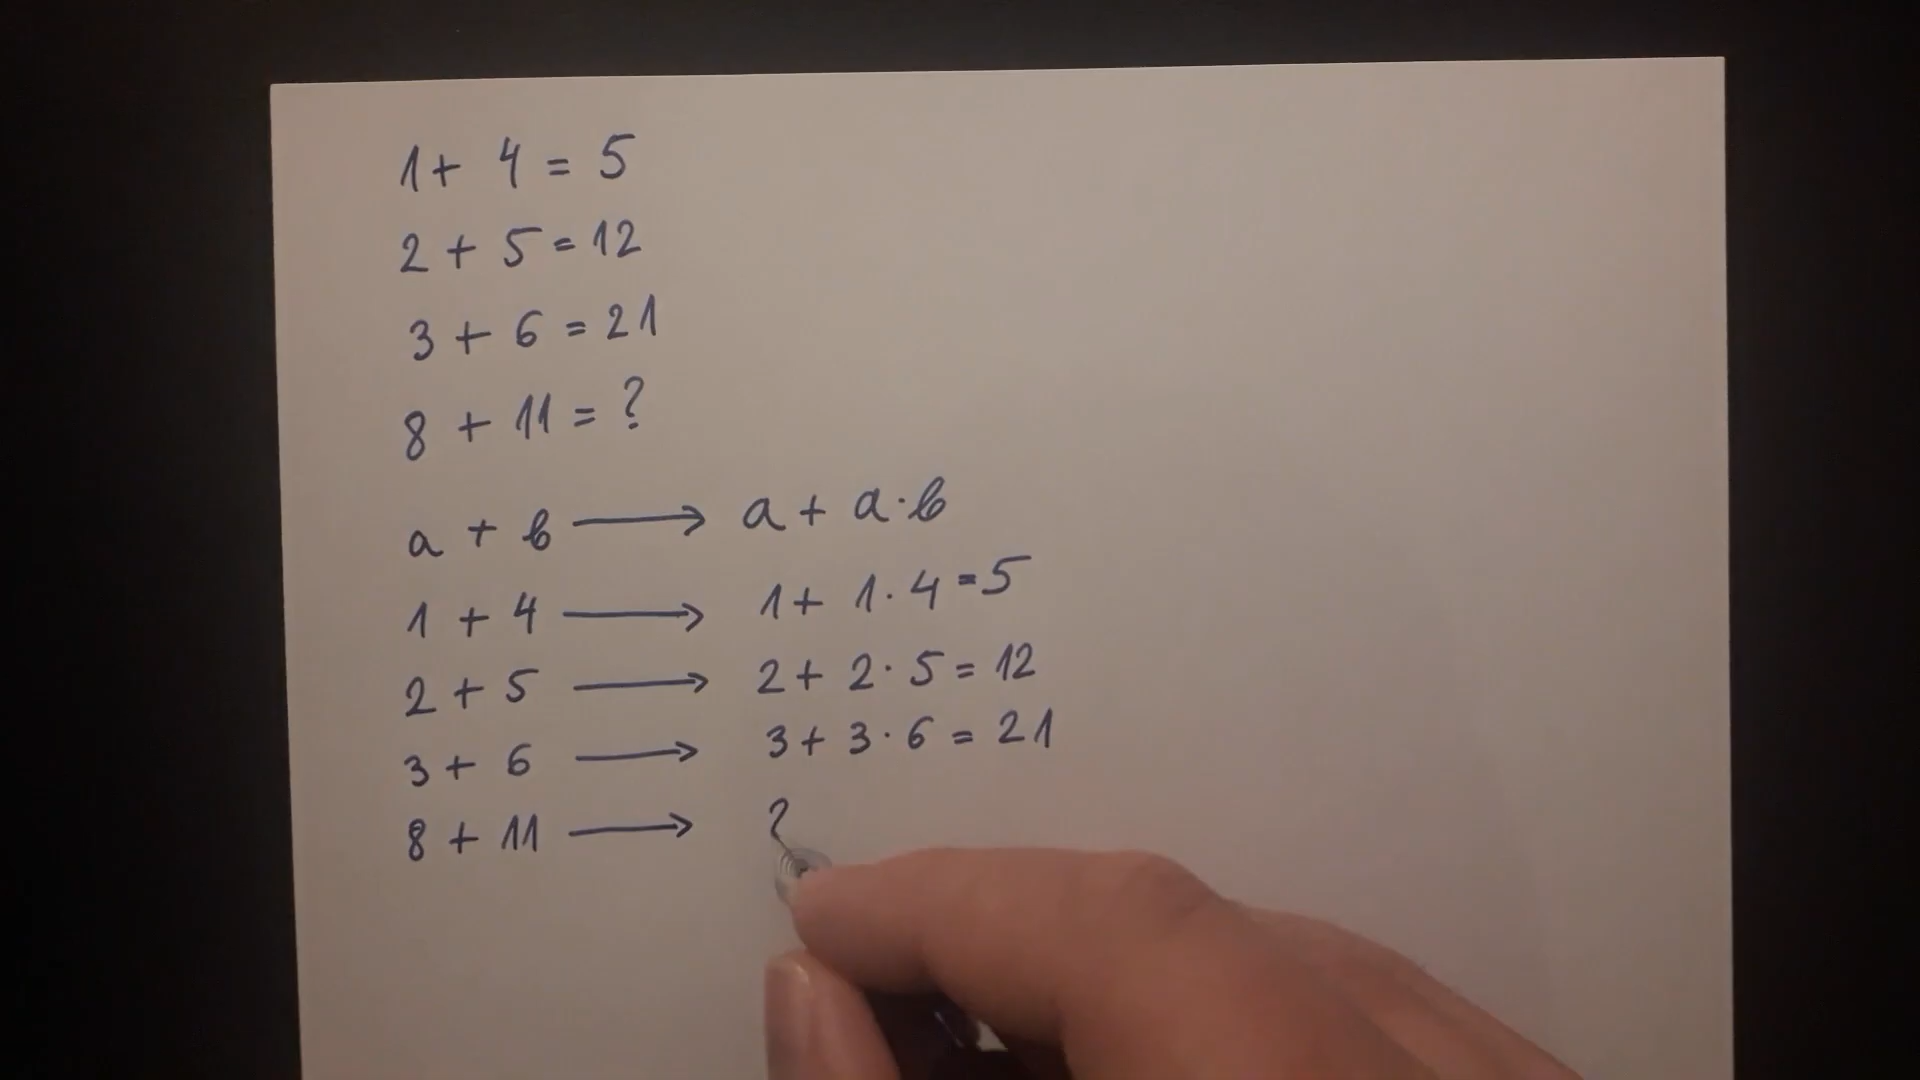 1 + 4 = 5
2 + 5 = 12
3 + 6 = 21
8 + 11 = ?
a + b ⟶ a + a · b
1 + 4 ⟶ 1 + 1 · 4 = 5
2 + 5 ⟶ 2 + 2 · 5 = 12
3 + 6 ⟶ 3 + 3 · 6 = 21
8 + 11 ⟶ ?